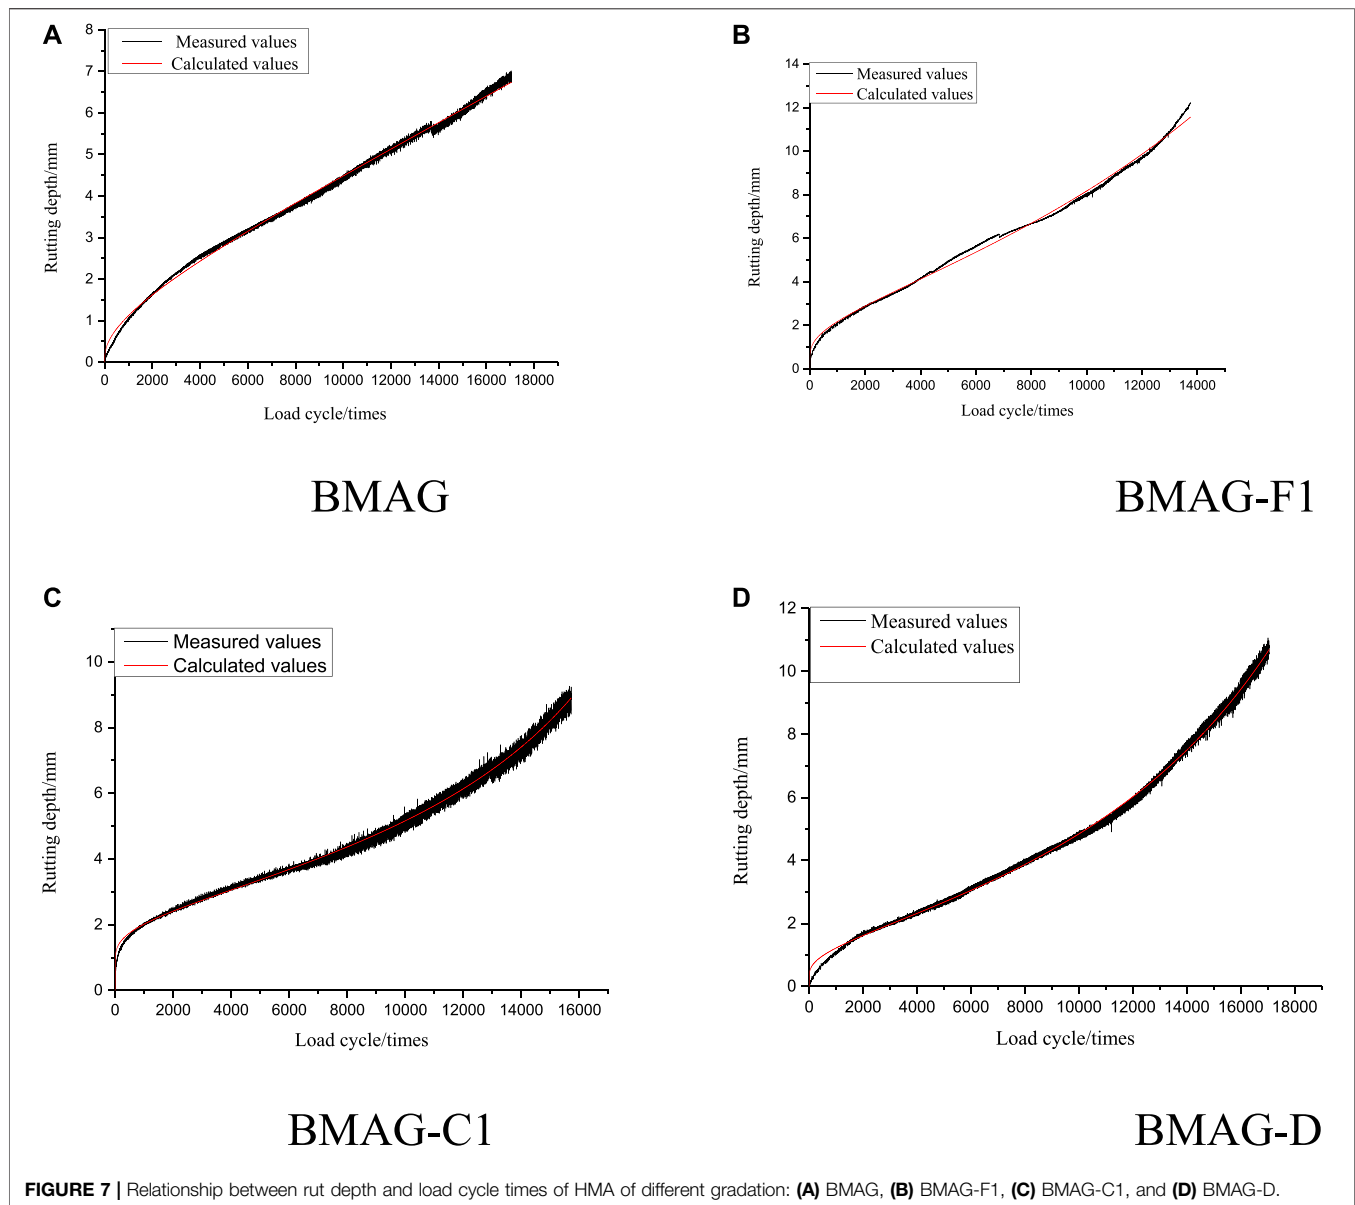 A
Measured values
Calculated values
8
7
6
5
4
3
2
1
0
Rutting depth/mm
0 2000 4000 6000 8000 10000 12000 14000 16000 18000
Load cycle/times
BMAG
B
Measured values
Calculated values
14
12
10
8
6
4
2
0
Rutting depth/mm
0 2000 4000 6000 8000 10000 12000 14000
Load cycle/times
BMAG-F1
C
Measured values
Calculated values
10
8
6
4
2
0
Rutting depth/mm
0 2000 4000 6000 8000 10000 12000 14000 16000
Load cycle/times
BMAG-C1
D
Measured values
Calculated values
12
10
8
6
4
2
0
Rutting depth/mm
0 2000 4000 6000 8000 10000 12000 14000 16000 18000
Load cycle/times
BMAG-D
FIGURE 7 | Relationship between rut depth and load cycle times of HMA of different gradation: (A) BMAG, (B) BMAG-F1, (C) BMAG-C1, and (D) BMAG-D.